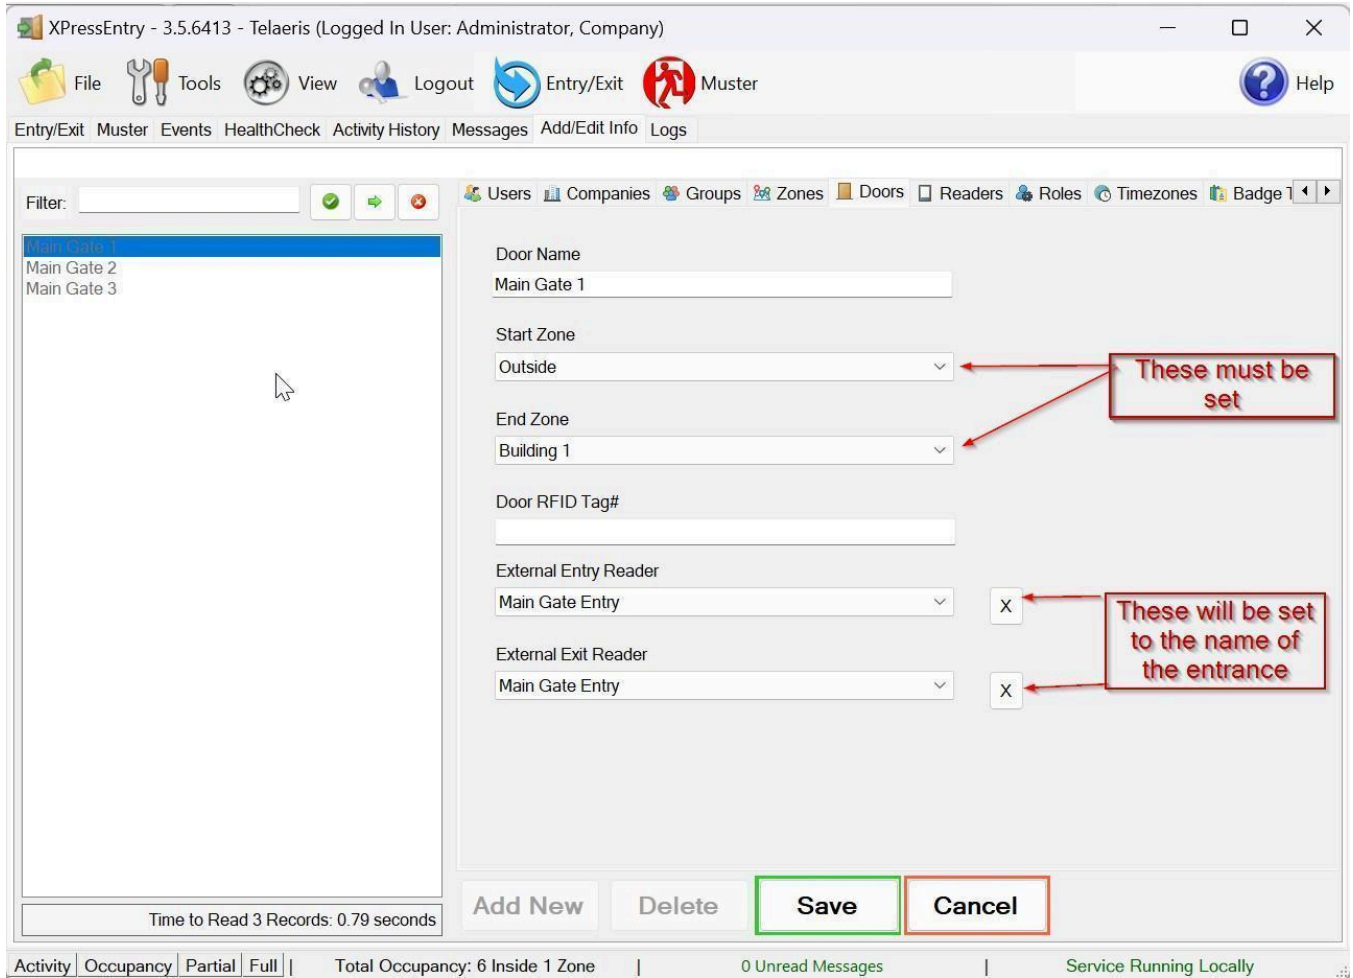 XPressEntry - 3.5.6413 - Telaeris (Logged In User: Administrator, Company)
File Tools View Logout Entry/Exit Muster Help
Entry/Exit Muster Events HealthCheck Activity History Messages Add/Edit Info Logs
Filter:
Users Companies Groups Zones Doors Readers Roles Timezones Badge T
Main Gate 1
Main Gate 2
Main Gate 3
Door Name
Main Gate 1
Start Zone
Outside
These must be
set
End Zone
Building 1
Door RFID Tag#
External Entry Reader
Main Gate Entry
X
These will be set
to the name of
the entrance
External Exit Reader
Main Gate Entry
X
Time to Read 3 Records: 0.79 seconds
Add New Delete Save Cancel
Activity Occupancy Partial Full | Total Occupancy: 6 Inside 1 Zone | 0 Unread Messages | Service Running Locally